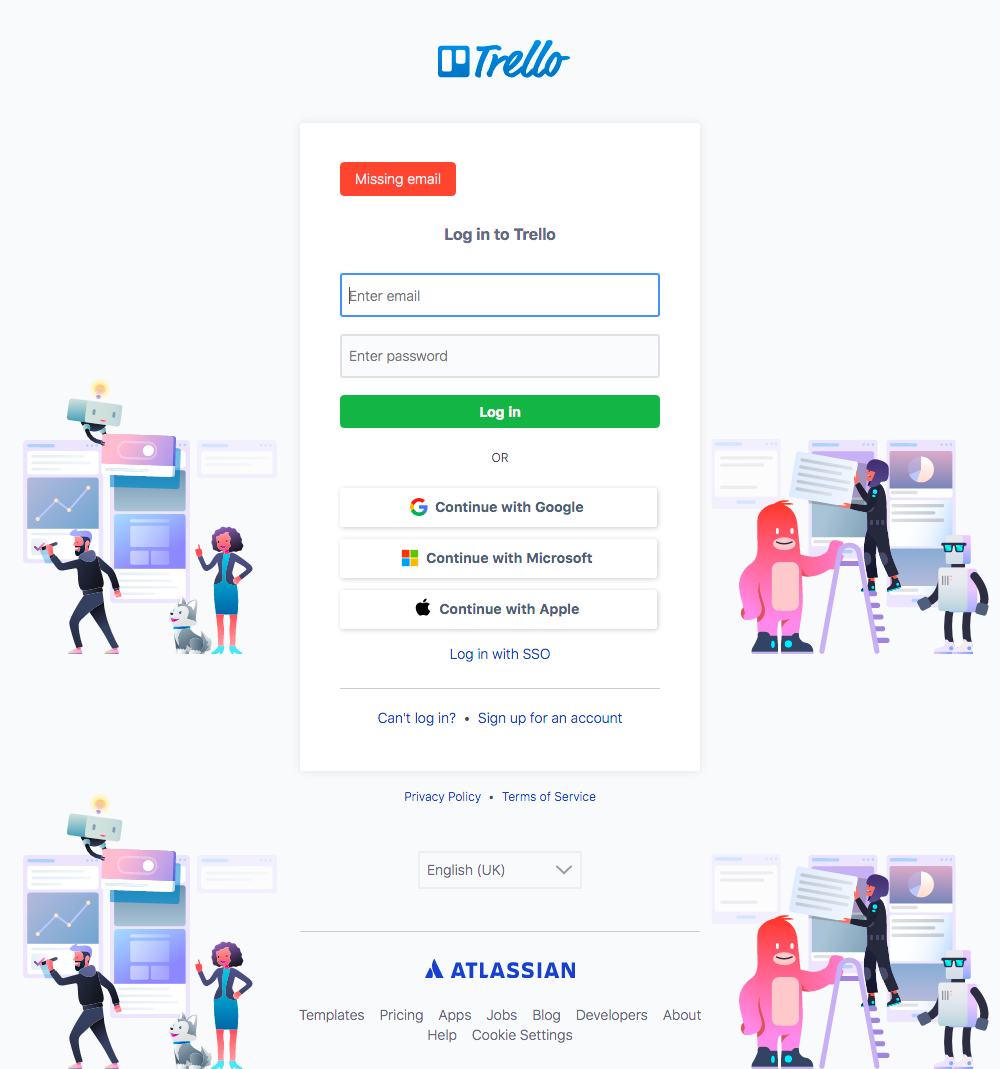 Trello
Missing email
Log in to Trello
Enter email
Enter password
Log in
OR
Continue with Google
Continue with Microsoft
Continue with Apple
Log in with SSO
Can't log in? • Sign up for an account
Privacy Policy • Terms of Service
English (UK)
ATLASSIAN
Templates Pricing Apps Jobs Blog Developers About
Help Cookie Settings